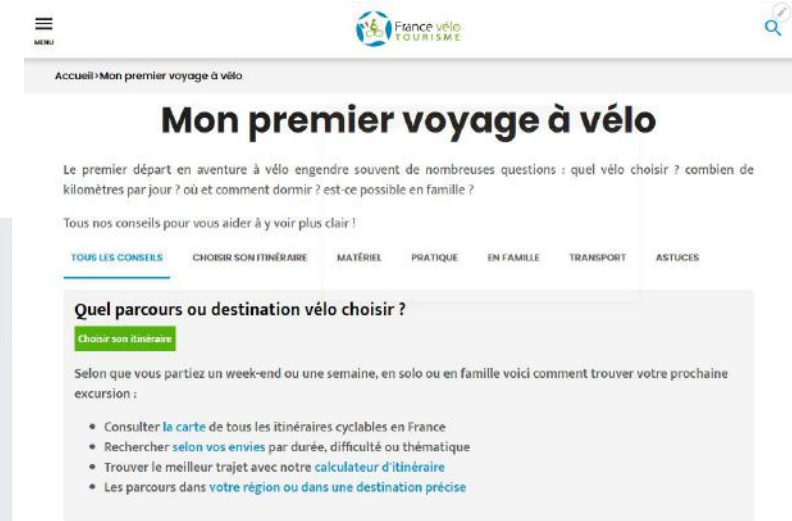 MENU
France vélo
TOURISME
Accueil>Mon premier voyage à vélo
Mon premier voyage à vélo
Le premier départ en aventure à vélo engendre souvent de nombreuses questions : quel vélo choisir ? combien de
kilomètres par jour ? où et comment dormir ? est-ce possible en famille ?
Tous nos conseils pour vous aider à y voir plus clair !
TOUS LES CONSEILS CHOISIR SON ITINÉRAIRE MATÉRIEL PRATIQUE EN FAMILLE TRANSPORT ASTUCES
Quel parcours ou destination vélo choisir ?
Choisir son itinéraire
Selon que vous partiez un week-end ou une semaine, en solo ou en famille voici comment trouver votre prochaine
excursion :
• Consulter la carte de tous les itinéraires cyclables en France
• Rechercher selon vos envies par durée, difficulté ou thématique
• Trouver le meilleur trajet avec notre calculateur d'itinéraire
• Les parcours dans votre région ou dans une destination précise